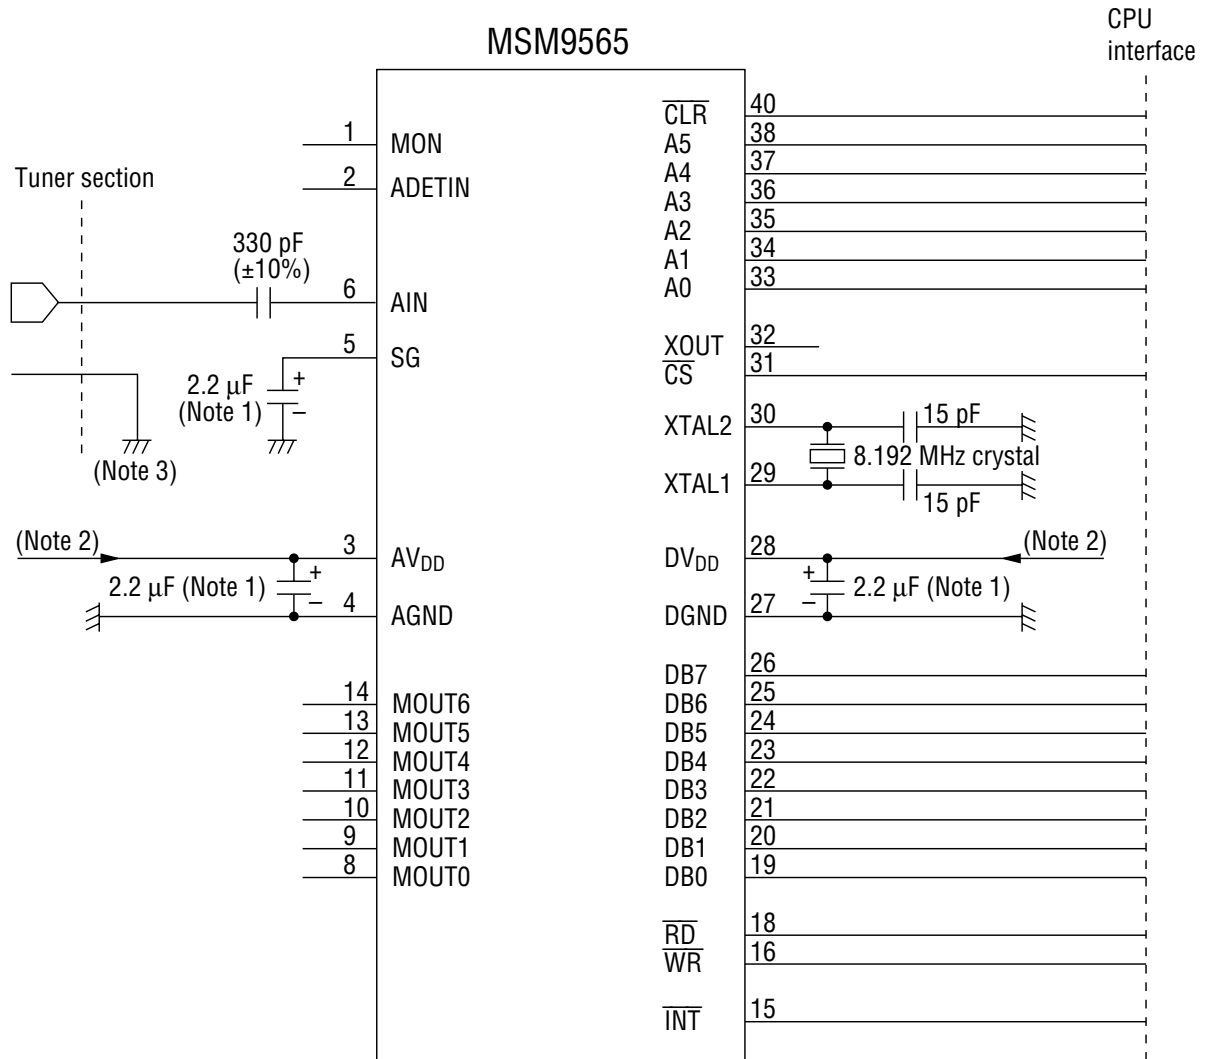 MSM9565
CPU
interface
1
MON
2
ADETIN
Tuner section
330 pF
(±10%)
6
AIN
5
SG
2.2 μF
(Note 1)
+
−
(Note 3)
(Note 2)
3
AVDD
2.2 μF (Note 1)
+
−
4
AGND
14
MOUT6
13
MOUT5
12
MOUT4
11
MOUT3
10
MOUT2
9
MOUT1
8
MOUT0
C̅L̅R̅
40
A5
38
A4
37
A3
36
A2
35
A1
34
A0
33
XOUT
32
C̅S̅
31
XTAL2
30
15 pF
8.192 MHz crystal
XTAL1
29
15 pF
DVDD
28
(Note 2)
+
−
2.2 μF (Note 1)
DGND
27
DB7
26
DB6
25
DB5
24
DB4
23
DB3
22
DB2
21
DB1
20
DB0
19
R̅D̅
18
W̅R̅
16
I̅N̅T̅
15